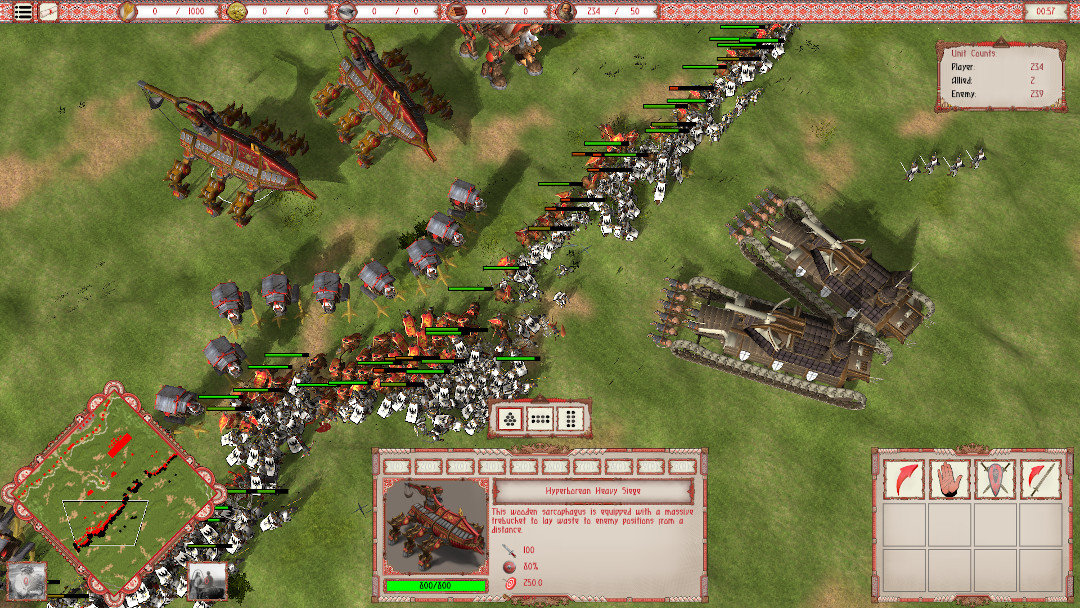 0 / 1000
0 / 0
0 / 0
0 / 0
234 / 50
00:57
Unit Counts
Player: 234
Allied: 2
Enemy: 239
Hyperborean Heavy Siege
This wooden sarcophagus is equipped with a massive
trebuchet to lay waste to enemy positions from a
distance.
100
80%
250.0
800/800